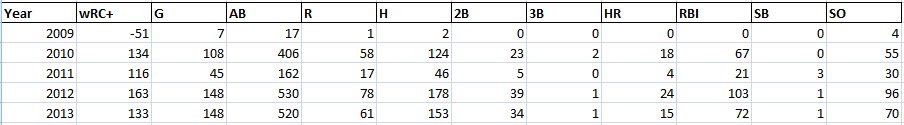 Year wRC+ G AB R H 2B 3B HR RBI SB SO
2009 -51 7 17 1 2 0 0 0 0 0 4
2010 134 108 406 58 124 23 2 18 67 0 55
2011 116 45 162 17 46 5 0 4 21 3 30
2012 163 148 530 78 178 39 1 24 103 1 96
2013 133 148 520 61 153 34 1 15 72 1 70